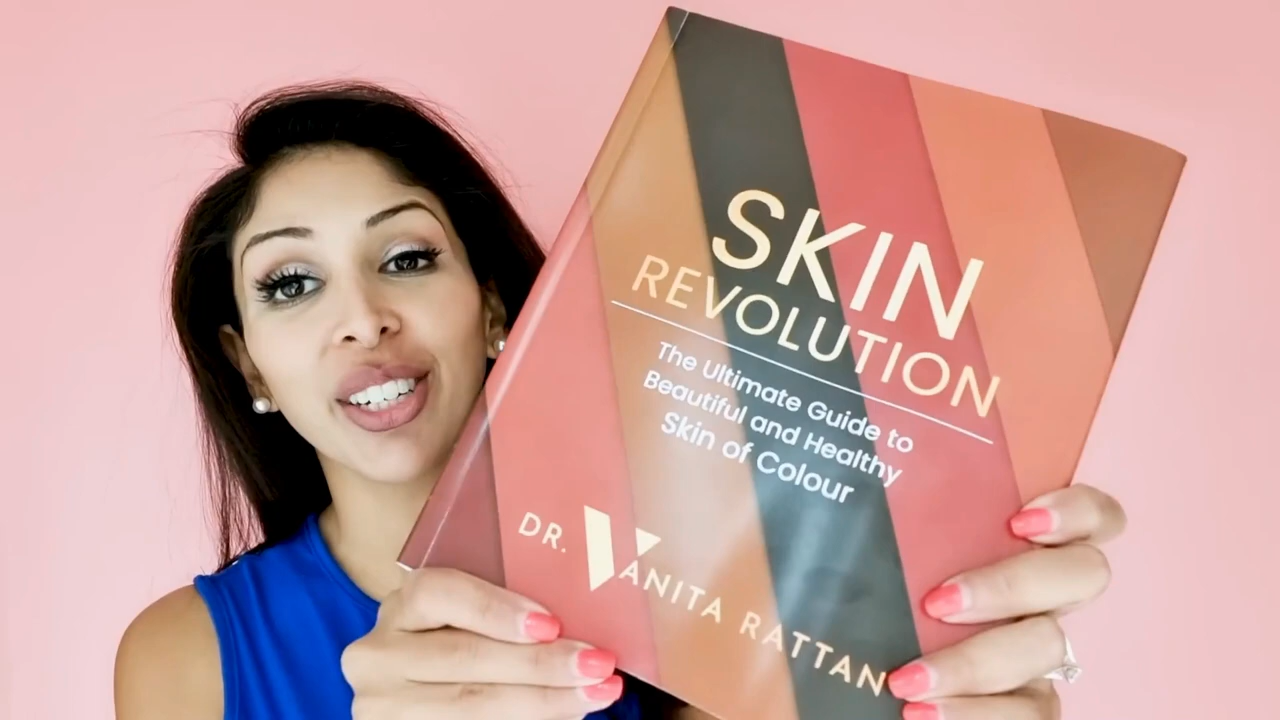 SKIN
REVOLUTION
The Ultimate Guide to
Beautiful and Healthy
Skin of Colour
DR. VANITA RATTAN